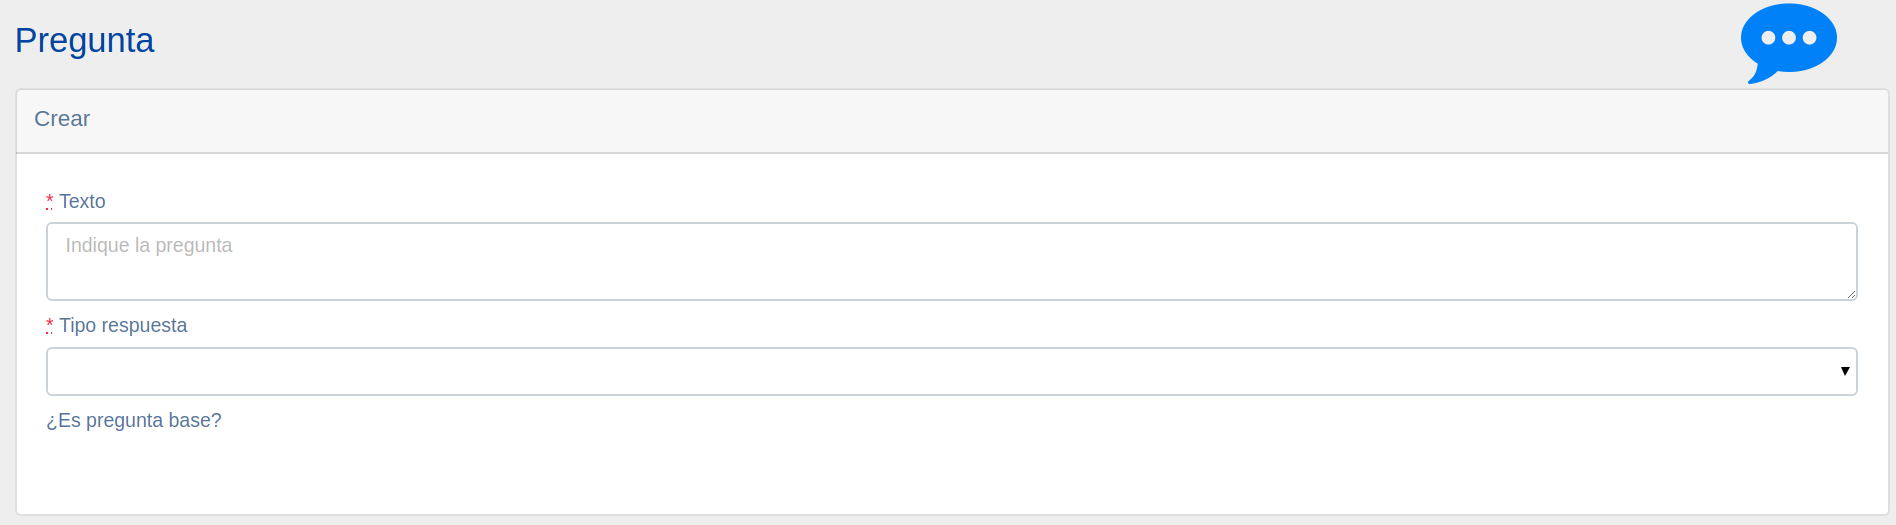 Pregunta
Crear
* Texto
Indique la pregunta
* Tipo respuesta
¿Es pregunta base?